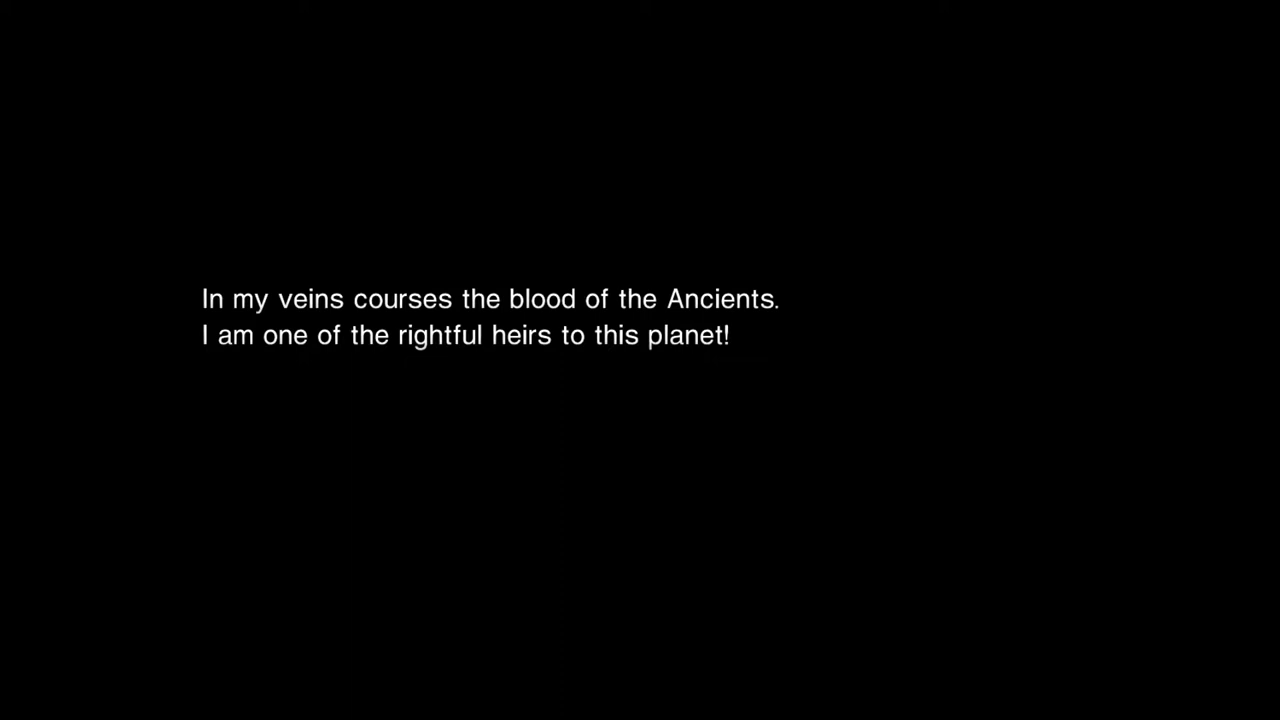 In my veins courses the blood of the Ancients.
I am one of the rightful heirs to this planet!